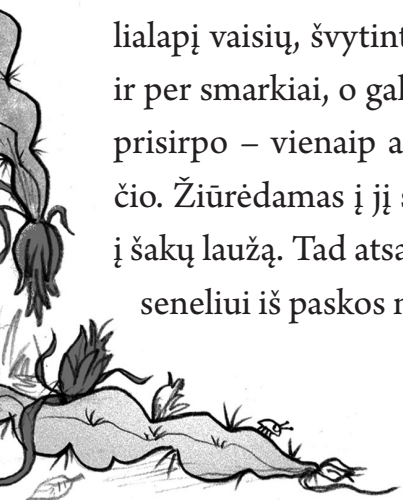 lialapį vaisių, švytint
ir per smarkiai, o gal
prisirpo – vienaip a
čio. Žiūrėdamas į jį s
į šakų laužą. Tad atsa
seneliui iš paskos